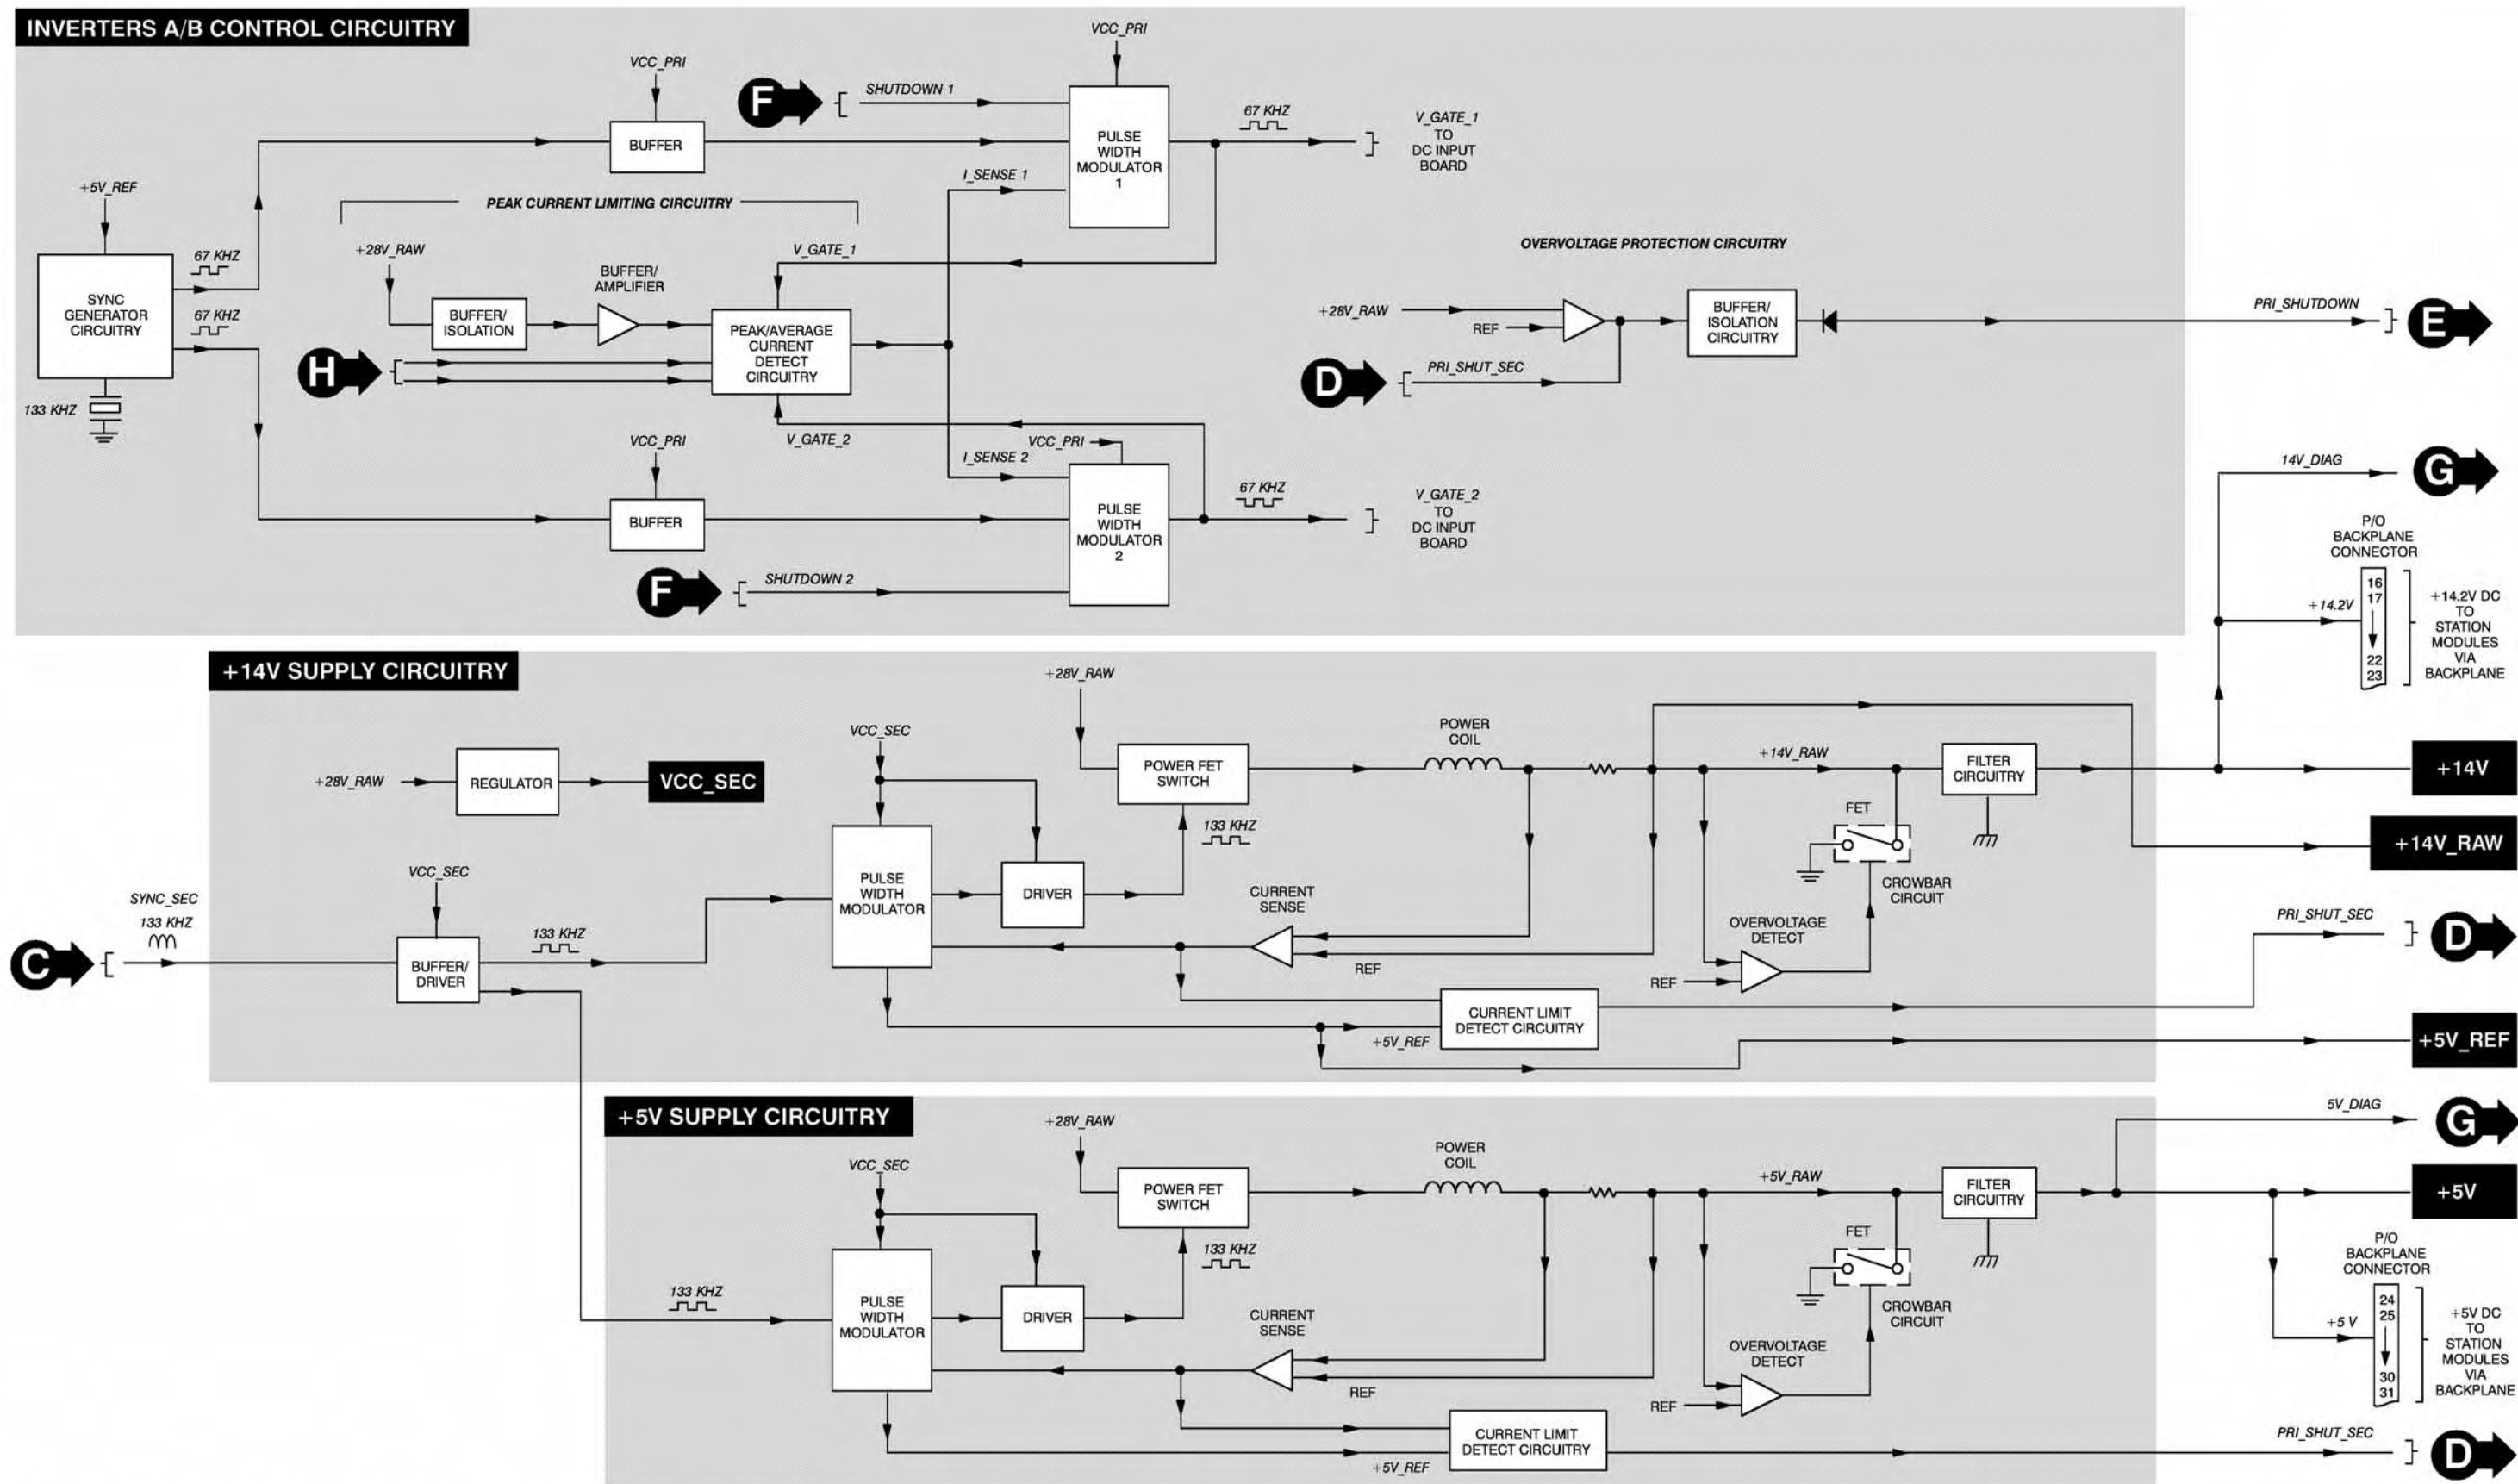 INVERTERS A/B CONTROL CIRCUITRY
VCC_PRI
VCC_PRI
F
SHUTDOWN 1
BUFFER
PULSE
WIDTH
MODULATOR
1
67 KHZ
V_GATE_1
TO
DC INPUT
BOARD
+5V_REF
I_SENSE 1
PEAK CURRENT LIMITING CIRCUITRY
SYNC
GENERATOR
CIRCUITRY
67 KHZ
67 KHZ
133 KHZ
+28V_RAW
BUFFER/
ISOLATION
BUFFER/
AMPLIFIER
V_GATE_1
PEAK/AVERAGE
CURRENT
DETECT
CIRCUITRY
H
V_GATE_2
OVERVOLTAGE PROTECTION CIRCUITRY
+28V_RAW
REF
BUFFER/
ISOLATION
CIRCUITRY
D
PRI_SHUT_SEC
PRI_SHUTDOWN
E
VCC_PRI
BUFFER
VCC_PRI
I_SENSE 2
PULSE
WIDTH
MODULATOR
2
67 KHZ
V_GATE_2
TO
DC INPUT
BOARD
F
SHUTDOWN 2
14V_DIAG
G
P/O
BACKPLANE
CONNECTOR
+14.2V
16
17
22
23
+14.2V DC
TO
STATION
MODULES
VIA
BACKPLANE
+14V SUPPLY CIRCUITRY
+28V_RAW
REGULATOR
VCC_SEC
VCC_SEC
+28V_RAW
POWER FET
SWITCH
POWER
COIL
+14V_RAW
FILTER
CIRCUITRY
+14V
133 KHZ
FET
+14V_RAW
SYNC_SEC
133 KHZ
C
VCC_SEC
BUFFER/
DRIVER
133 KHZ
PULSE
WIDTH
MODULATOR
DRIVER
CURRENT
SENSE
REF
CROWBAR
CIRCUIT
OVERVOLTAGE
DETECT
REF
PRI_SHUT_SEC
D
CURRENT LIMIT
DETECT CIRCUITRY
+5V_REF
+5V_REF
+5V SUPPLY CIRCUITRY
+28V_RAW
VCC_SEC
POWER FET
SWITCH
POWER
COIL
+5V_RAW
FILTER
CIRCUITRY
5V_DIAG
G
+5V
133 KHZ
FET
133 KHZ
PULSE
WIDTH
MODULATOR
DRIVER
CURRENT
SENSE
REF
CROWBAR
CIRCUIT
OVERVOLTAGE
DETECT
REF
P/O
BACKPLANE
CONNECTOR
+5 V
24
25
30
31
+5V DC
TO
STATION
MODULES
VIA
BACKPLANE
CURRENT LIMIT
DETECT CIRCUITRY
+5V_REF
PRI_SHUT_SEC
D